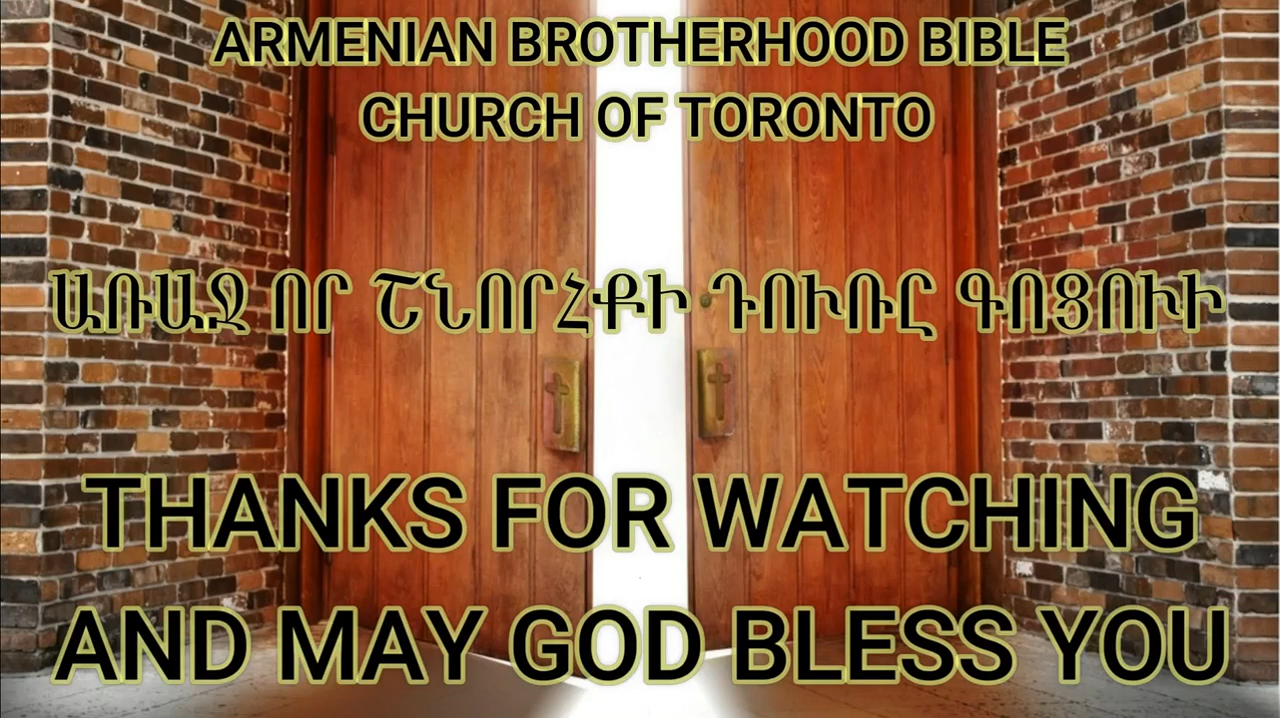 ARMENIAN BROTHERHOOD BIBLE
CHURCH OF TORONTO
ԱՌԱՋ ՈՐ ՇՆՈՐՀՔԻ ԴՈՒՌԸ ԳՈՑՈՒԻ
THANKS FOR WATCHING
AND MAY GOD BLESS YOU